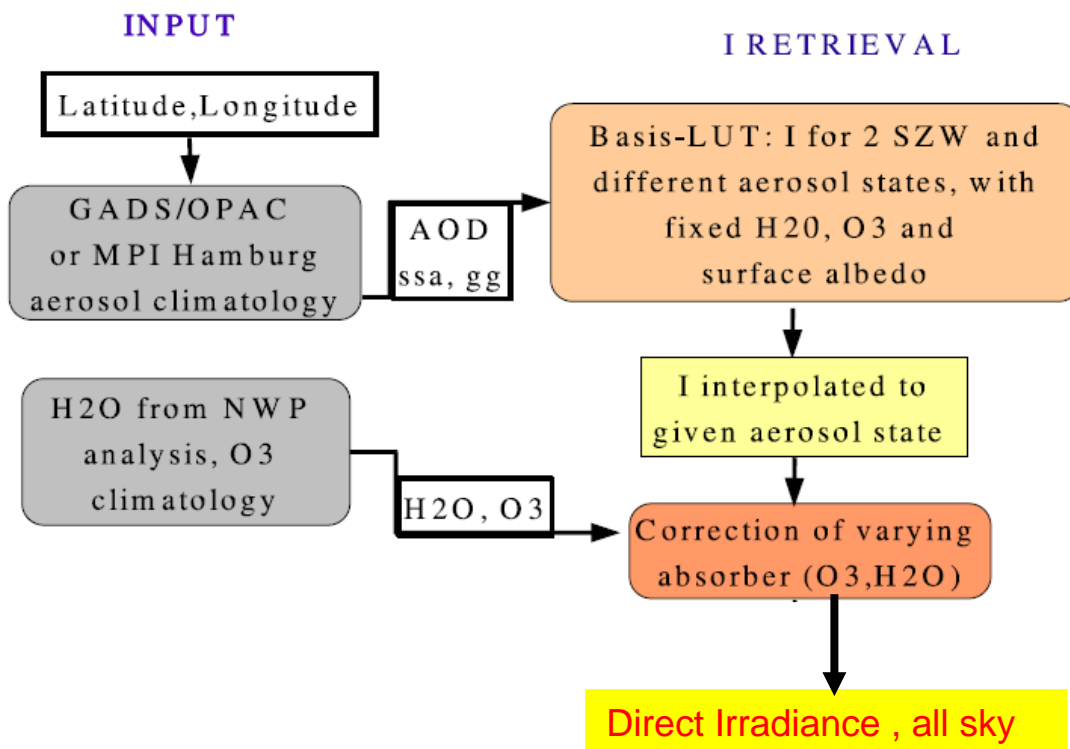 INPUT
I RETRIEVAL
Latitude,Longitude
GADS/OPAC
or MPI Hamburg
aerosol climatology
AOD
ssa, gg
Basis-LUT: I for 2 SZW and
different aerosol states, with
fixed H20, O3 and
surface albedo
I interpolated to
given aerosol state
H2O from NWP
analysis, O3
climatology
H2O, O3
Correction of varying
absorber (O3,H2O)
Direct Irradiance , all sky